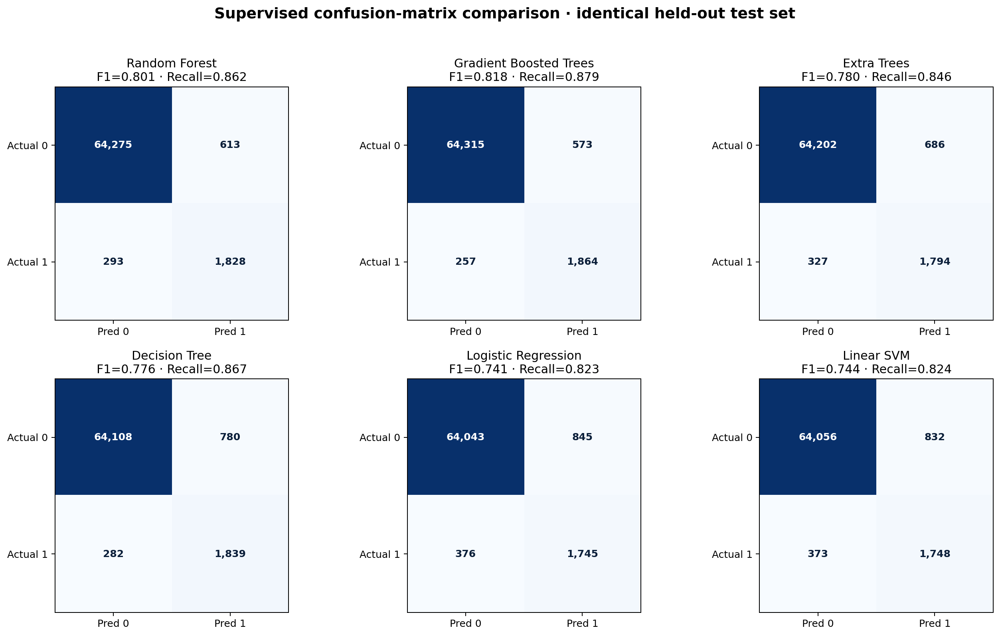 Supervised confusion-matrix comparison · identical held-out test set
Random Forest
F1=0.801 · Recall=0.862
Actual 0
64,275
613
Actual 1
293
1,828
Pred 0
Pred 1
Gradient Boosted Trees
F1=0.818 · Recall=0.879
Actual 0
64,315
573
Actual 1
257
1,864
Pred 0
Pred 1
Extra Trees
F1=0.780 · Recall=0.846
Actual 0
64,202
686
Actual 1
327
1,794
Pred 0
Pred 1
Decision Tree
F1=0.776 · Recall=0.867
Actual 0
64,108
780
Actual 1
282
1,839
Pred 0
Pred 1
Logistic Regression
F1=0.741 · Recall=0.823
Actual 0
64,043
845
Actual 1
376
1,745
Pred 0
Pred 1
Linear SVM
F1=0.744 · Recall=0.824
Actual 0
64,056
832
Actual 1
373
1,748
Pred 0
Pred 1